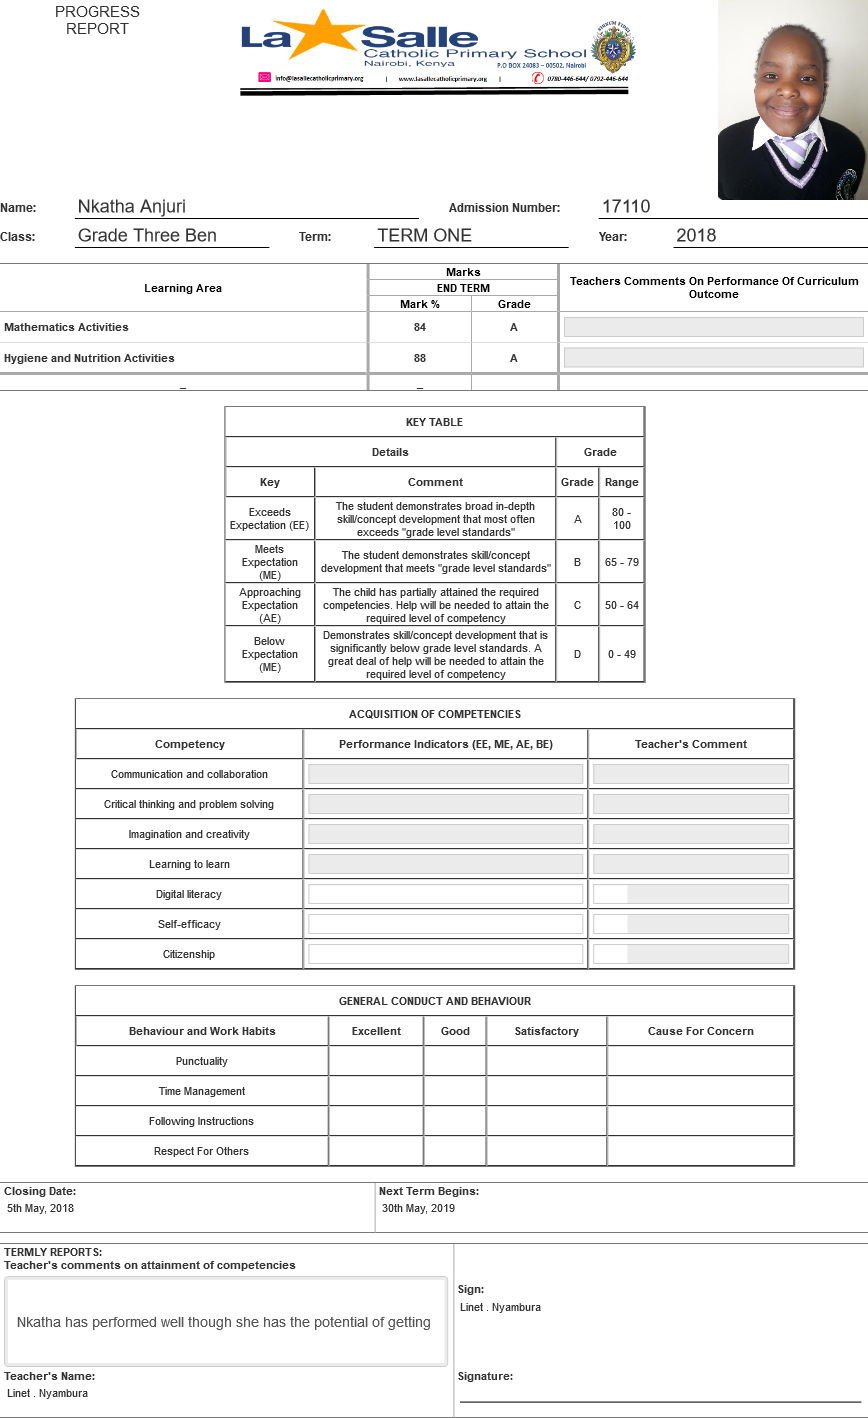 PROGRESS
REPORT
La Salle
Catholic Primary School
Nairobi, Kenya
P.O BOX 24083 – 00502, Nairobi
info@lasallecatholicprimary.org | www.lasallecatholicprimary.org | 0780-446-644/ 0792-446-644
Name: Nkatha Anjuri Admission Number: 17110
Class: Grade Three Ben Term: TERM ONE Year: 2018
Learning Area Marks Teachers Comments On Performance Of Curriculum Outcome
END TERM
Mark % Grade
Mathematics Activities 84 A
Hygiene and Nutrition Activities 88 A
_ _
KEY TABLE
Details Grade
Key Comment Grade Range
Exceeds Expectation (EE) The student demonstrates broad in-depth skill/concept development that most often exceeds "grade level standards" A 80 - 100
Meets Expectation (ME) The student demonstrates skill/concept development that meets "grade level standards" B 65 - 79
Approaching Expectation (AE) The child has partially attained the required competencies. Help will be needed to attain the required level of competency C 50 - 64
Below Expectation (ME) Demonstrates skill/concept development that is significantly below grade level standards. A great deal of help will be needed to attain the required level of competency D 0 - 49
ACQUISITION OF COMPETENCIES
Competency Performance Indicators (EE, ME, AE, BE) Teacher's Comment
Communication and collaboration
Critical thinking and problem solving
Imagination and creativity
Learning to learn
Digital literacy
Self-efficacy
Citizenship
GENERAL CONDUCT AND BEHAVIOUR
Behaviour and Work Habits Excellent Good Satisfactory Cause For Concern
Punctuality
Time Management
Following Instructions
Respect For Others
Closing Date: Next Term Begins:
5th May, 2018 30th May, 2019
TERMLY REPORTS:
Teacher's comments on attainment of competencies
Sign:
Linet . Nyambura
Nkatha has performed well though she has the potential of getting
Teacher's Name: Signature:
Linet . Nyambura